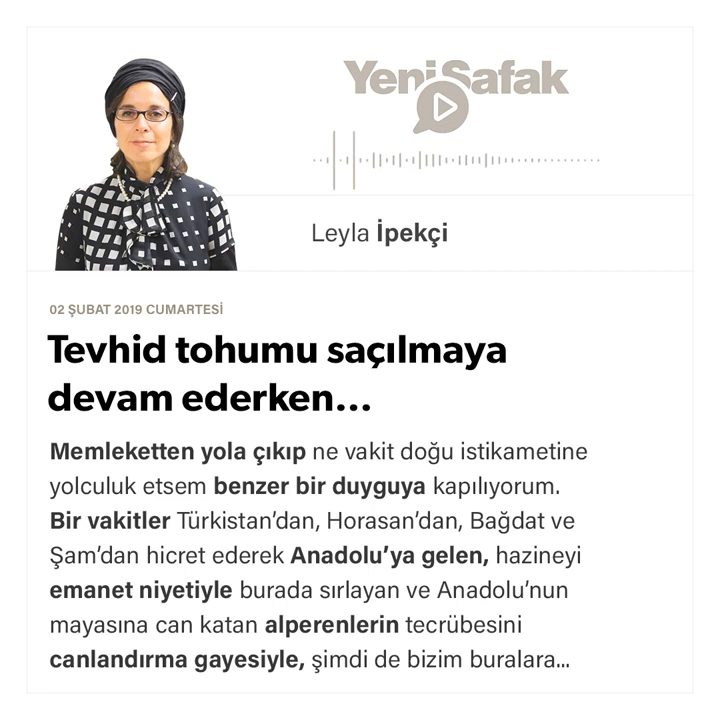 Yeni Şafak
Leyla İpekçi
02 ŞUBAT 2019 CUMARTESİ
Tevhid tohumu saçılmaya
devam ederken...
Memleketten yola çıkıp ne vakit doğu istikametine
yolculuk etsem benzer bir duyguya kapılıyorum.
Bir vakitler Türkistan’dan, Horasan’dan, Bağdat ve
Şam’dan hicret ederek Anadolu’ya gelen, hazineyi
emanet niyetiyle burada sırlayan ve Anadolu’nun
mayasına can katan alperenlerin tecrübesini
canlandırma gayesiyle, şimdi de bizim buralara...